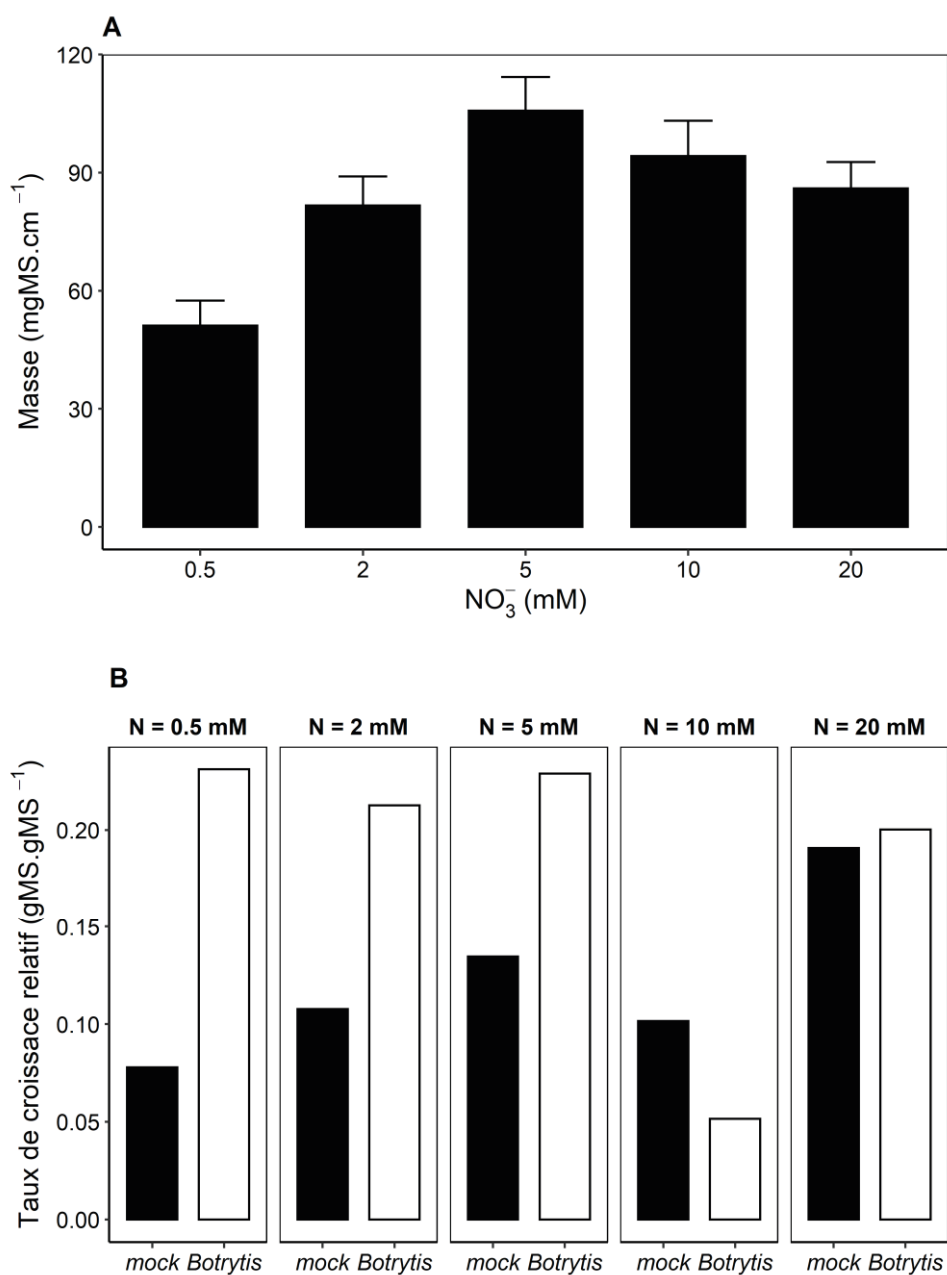 A
120
90
60
30
0
Masse (mgMS.cm⁻¹)
0.5 2 5 10 20
NO₃⁻ (mM)
B
N = 0.5 mM N = 2 mM N = 5 mM N = 10 mM N = 20 mM
0.20
0.15
0.10
0.05
0.00
Taux de croissace relatif (gMS.gMS⁻¹)
mock Botrytis mock Botrytis mock Botrytis mock Botrytis mock Botrytis